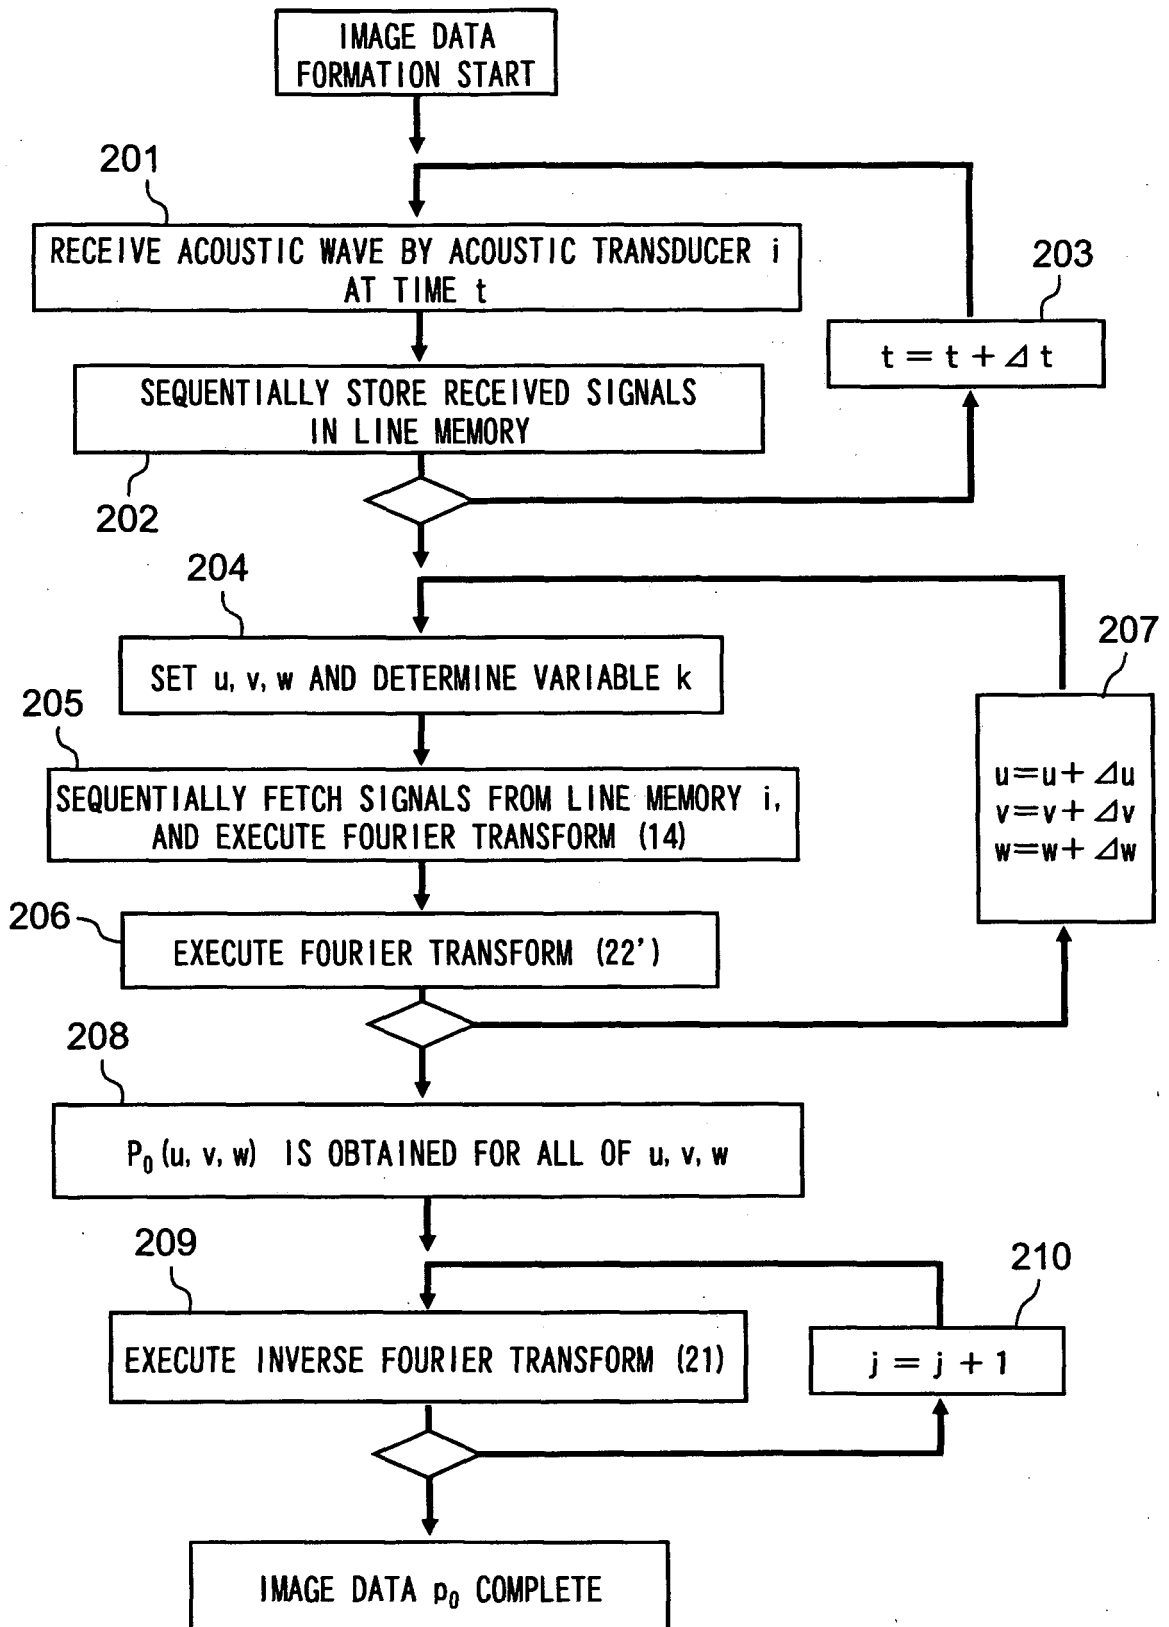 IMAGE DATA
FORMATION START
201
RECEIVE ACOUSTIC WAVE BY ACOUSTIC TRANSDUCER i
AT TIME t
203
t = t + Δ t
SEQUENTIALLY STORE RECEIVED SIGNALS
IN LINE MEMORY
202
204
SET u, v, w AND DETERMINE VARIABLE k
207
u=u+ Δu
v=v+ Δv
w=w+ Δw
205
SEQUENTIALLY FETCH SIGNALS FROM LINE MEMORY i,
AND EXECUTE FOURIER TRANSFORM (14)
206
EXECUTE FOURIER TRANSFORM (22')
208
P₀(u, v, w) IS OBTAINED FOR ALL OF u, v, w
209
EXECUTE INVERSE FOURIER TRANSFORM (21)
210
j = j + 1
IMAGE DATA p₀ COMPLETE